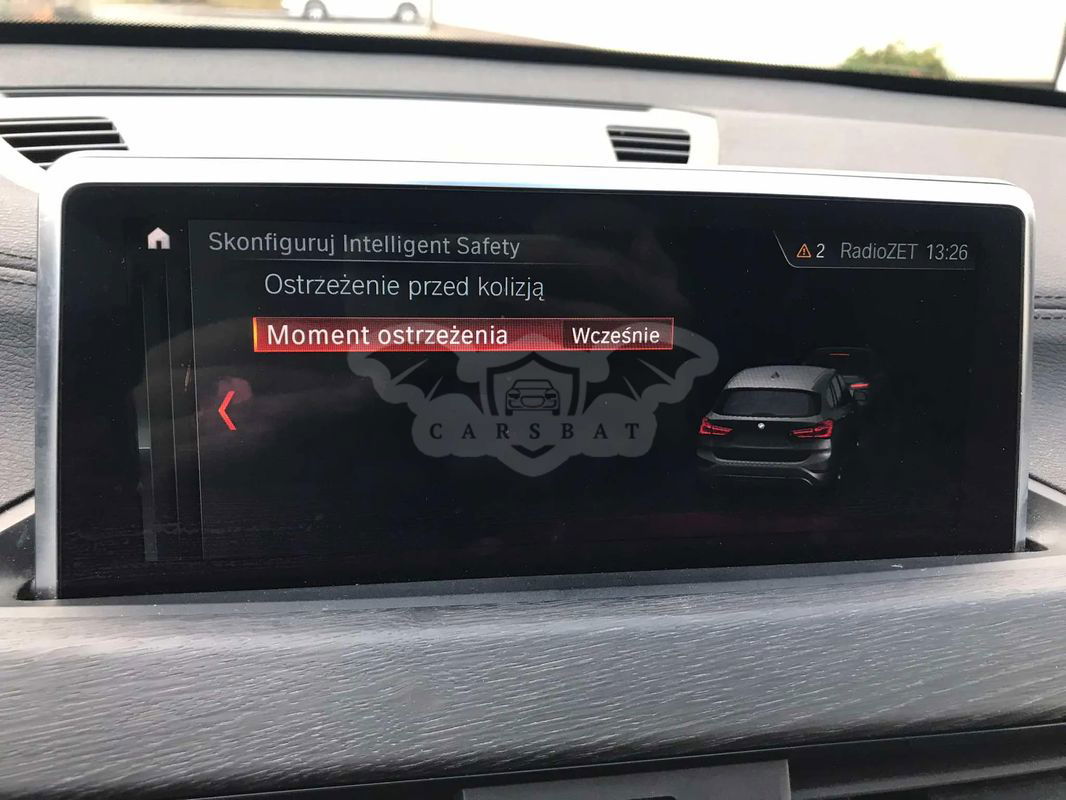 Skonfiguruj Intelligent Safety
2 RadioZET 13:26
Ostrzeżenie przed kolizją
Moment ostrzeżenia Wcześnie
CARSBAT